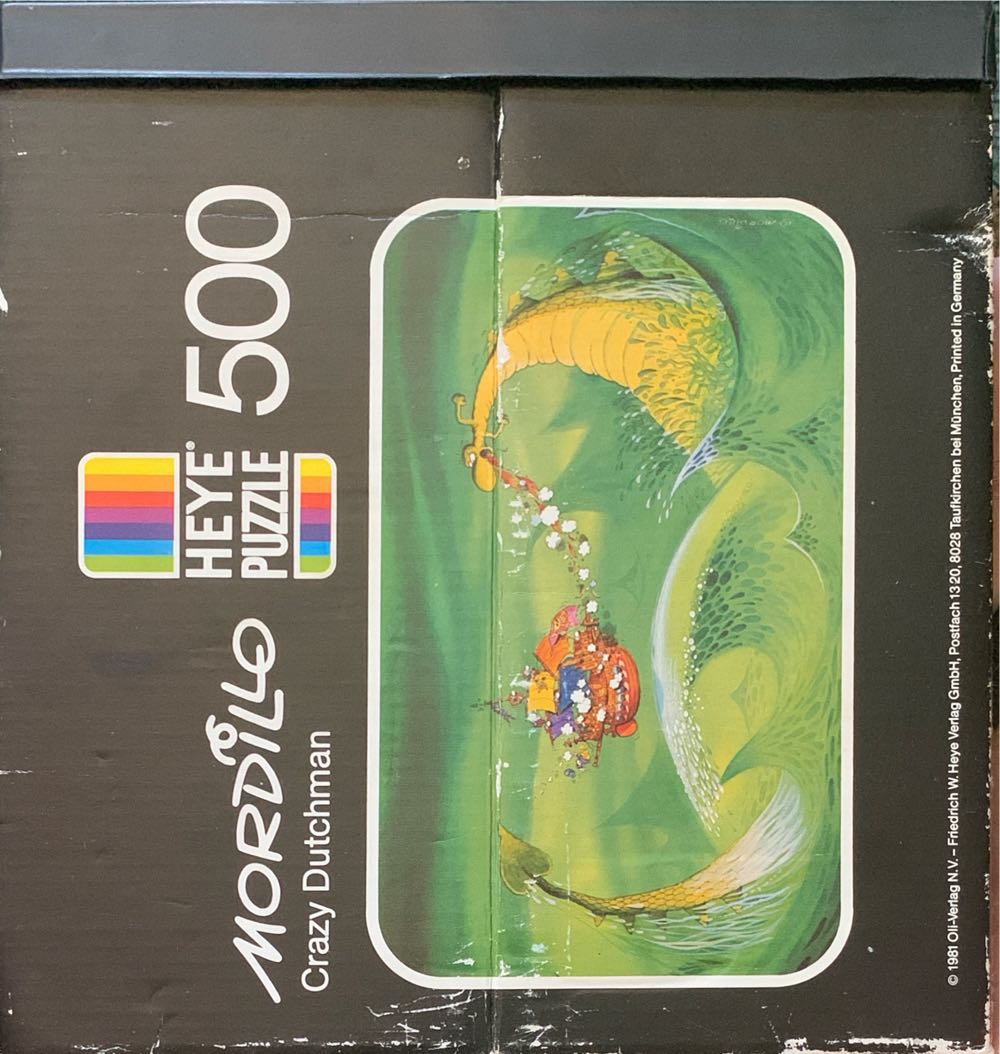 MORDILLO
Crazy Dutchman
HEYE®
PUZZLE
500
© 1981 Oli-Verlag N.V. – Friedrich W. Heye Verlag GmbH, Postfach 1320, 8028 Taufkirchen bei München, Printed in Germany